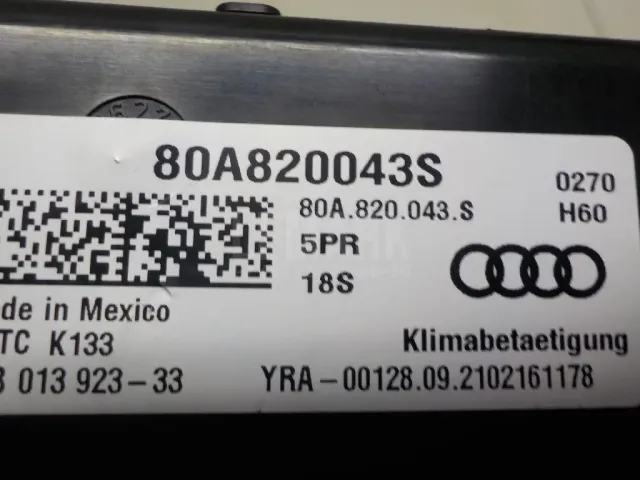 80A820043S
0270
80A.820.043.S
H60
5PR
18S
de in Mexico
TC K133
Klimabetaetigung
013 923-33
YRA-00128.09.2102161178